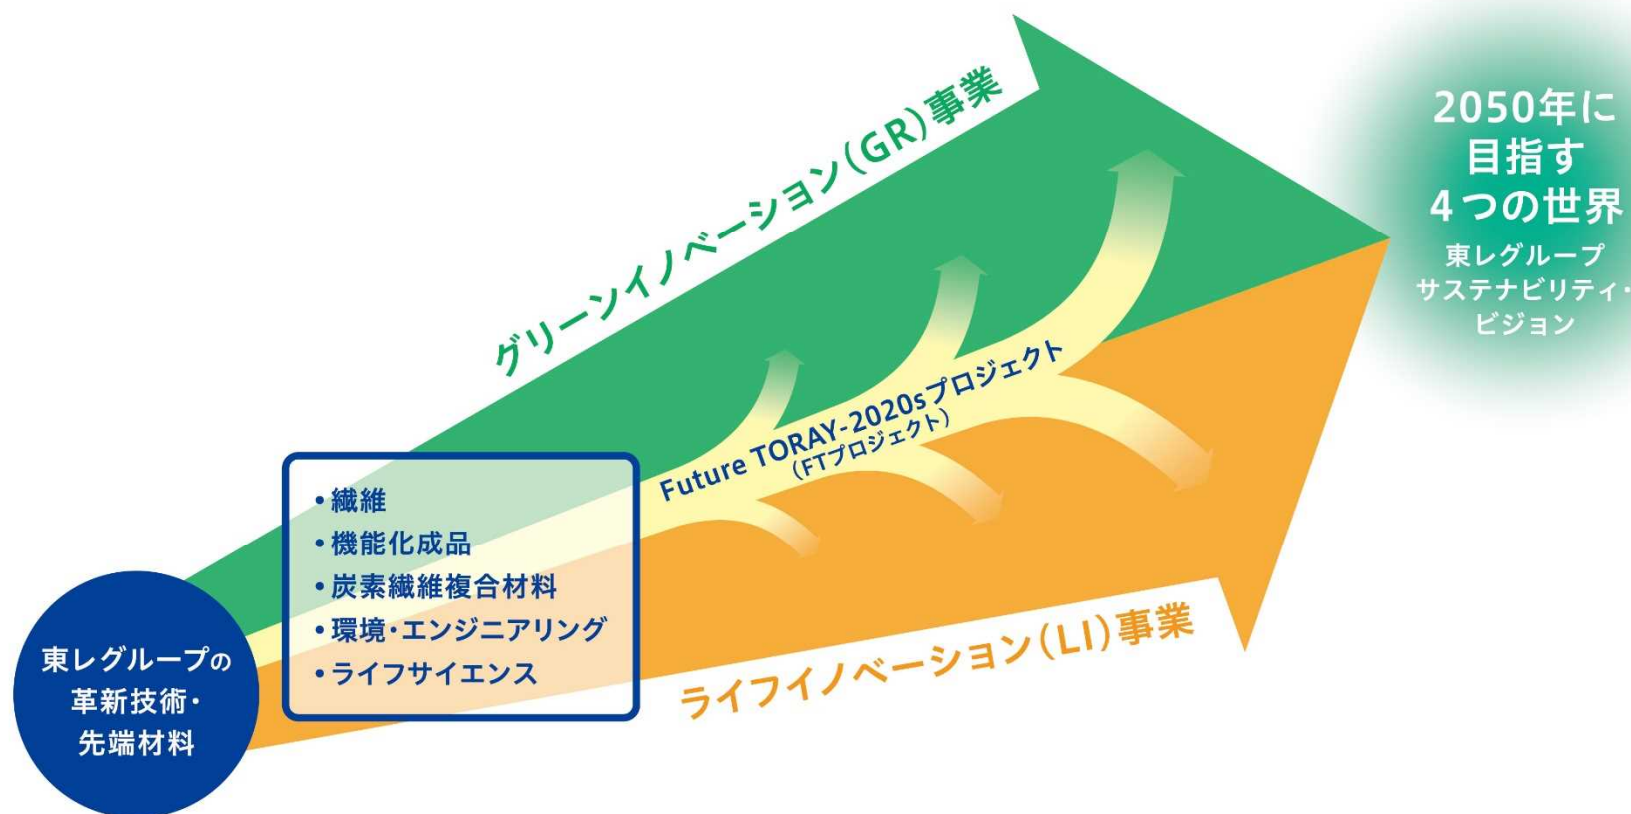 グリーンイノベーション（GR）事業
2050年に
目指す
4つの世界
東レグループ
サステナビリティ・
ビジョン
Future TORAY-2020sプロジェクト
（FTプロジェクト）
・繊維
・機能化成品
・炭素繊維複合材料
・環境・エンジニアリング
・ライフサイエンス
東レグループの
革新技術・
先端材料
ライフイノベーション（LI）事業